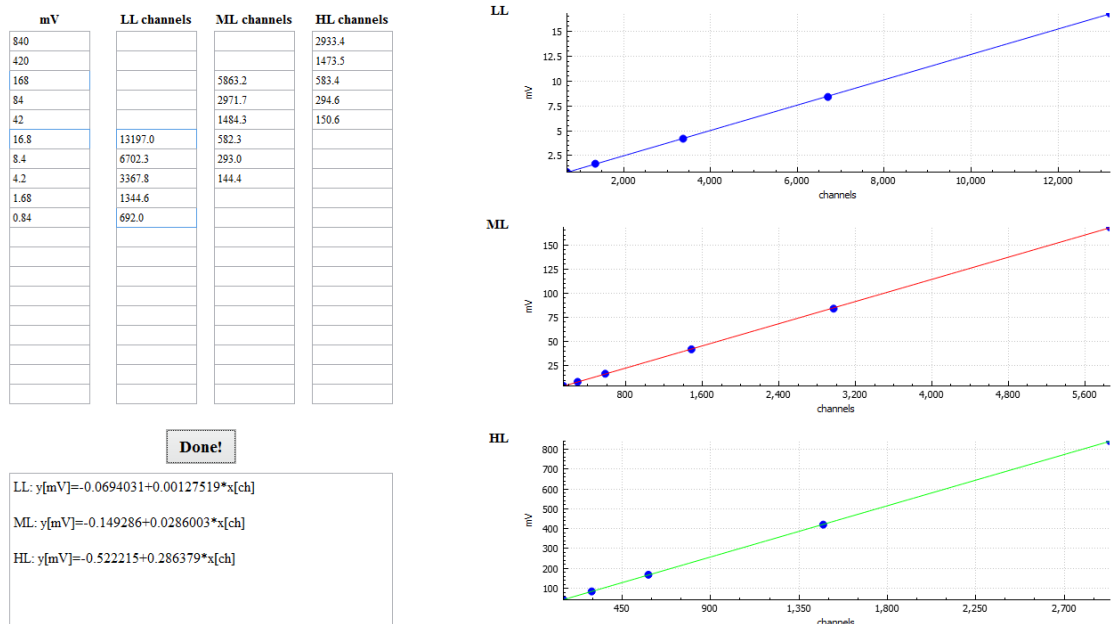 mV LL channels ML channels HL channels
840 2933.4
420 1473.5
168 5863.2 583.4
84 2971.7 294.6
42 1484.3 150.6
16.8 13197.0 582.3
8.4 6702.3 293.0
4.2 3367.8 144.4
1.68 1344.6
0.84 692.0
Done!
LL: y[mV]=-0.0694031+0.00127519*x[ch]
ML: y[mV]=-0.149286+0.0286003*x[ch]
HL: y[mV]=-0.522215+0.286379*x[ch]
LL
mV
15
12.5
10
7.5
5
2.5
2,000 4,000 6,000 8,000 10,000 12,000
channels
ML
mV
150
125
100
75
50
25
800 1,600 2,400 3,200 4,000 4,800 5,600
channels
HL
mV
800
700
600
500
400
300
200
100
450 900 1,350 1,800 2,250 2,700
channels